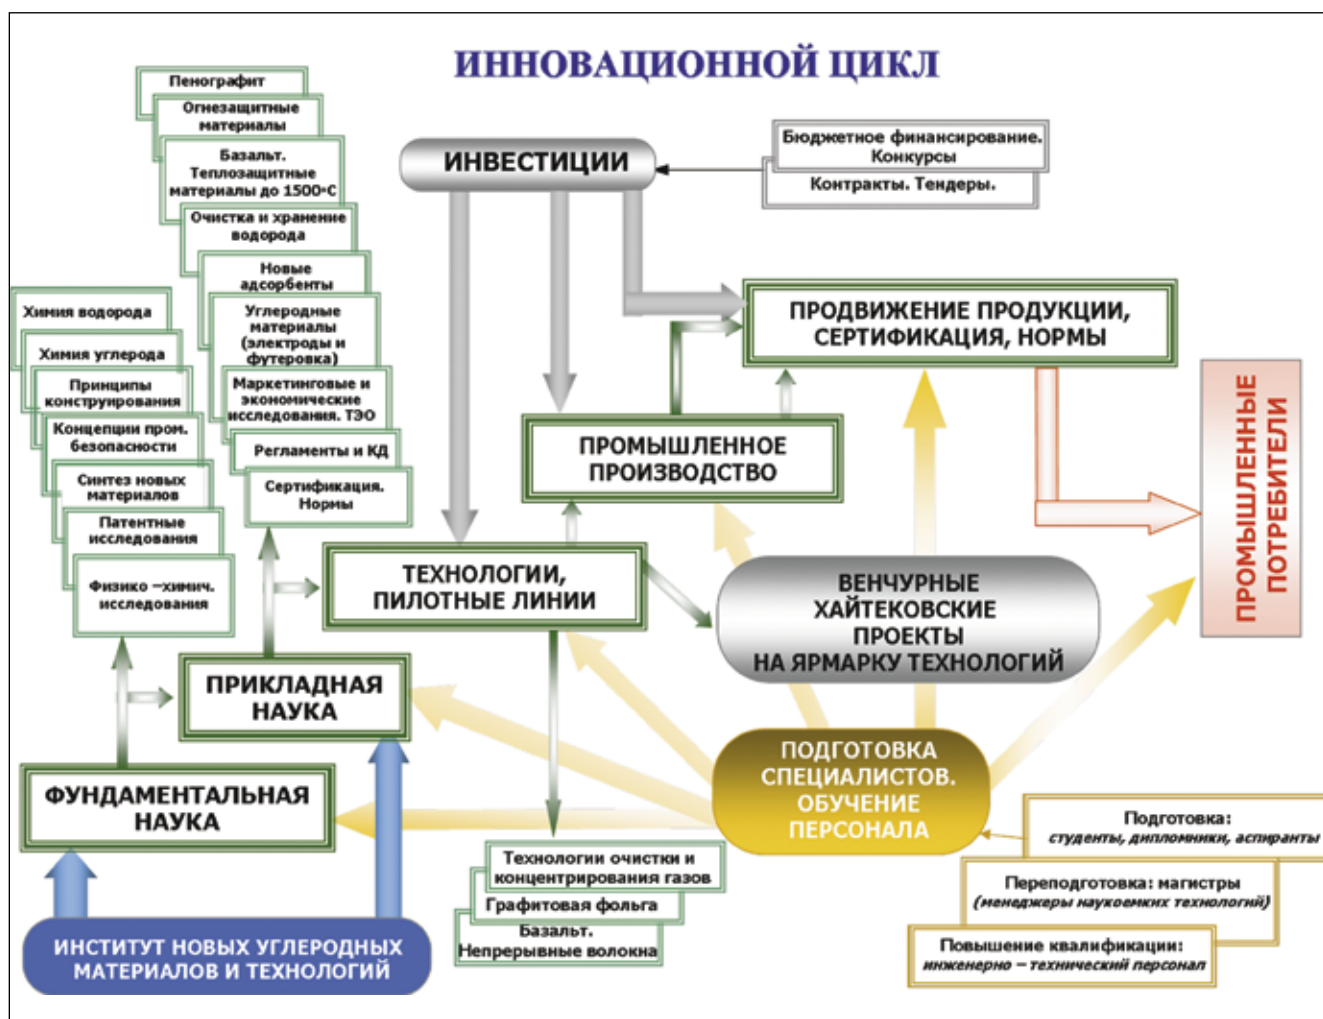 ИННОВАЦИОННОЙ ЦИКЛ
Пенографит
Огнезащитные
материалы
Базальт.
Теплозащитные
материалы до 1500°С
Очистка и хранение
водорода
Новые
адсорбенты
Углеродные
материалы
(электроды и
футеровка)
Маркетинговые и
экономические
исследования. ТЭО
Регламенты и КД
Сертификация.
Нормы
Химия водорода
Химия углерода
Принципы
конструирования
Концепции пром.
безопасности
Синтез новых
материалов
Патентные
исследования
Физико –химич.
исследования
ИНВЕСТИЦИИ
Бюджетное финансирование.
Конкурсы
Контракты. Тендеры.
ПРОДВИЖЕНИЕ ПРОДУКЦИИ,
СЕРТИФИКАЦИЯ, НОРМЫ
ПРОМЫШЛЕННОЕ
ПРОИЗВОДСТВО
ПРОМЫШЛЕННЫЕ
ПОТРЕБИТЕЛИ
ТЕХНОЛОГИИ,
ПИЛОТНЫЕ ЛИНИИ
ВЕНЧУРНЫЕ
ХАЙТЕКОВСКИЕ
ПРОЕКТЫ
НА ЯРМАРКУ ТЕХНОЛОГИЙ
ПРИКЛАДНАЯ
НАУКА
ФУНДАМЕНТАЛЬНАЯ
НАУКА
ПОДГОТОВКА
СПЕЦИАЛИСТОВ.
ОБУЧЕНИЕ
ПЕРСОНАЛА
Технологии очистки и
концентрирования газов
Графитовая фольга
Базальт.
Непрерывные волокна
Подготовка:
студенты, дипломники, аспиранты
Переподготовка: магистры
(менеджеры наукоемких технологий)
Повышение квалификации:
инженерно – технический персонал
ИНСТИТУТ НОВЫХ УГЛЕРОДНЫХ
МАТЕРИАЛОВ И ТЕХНОЛОГИЙ